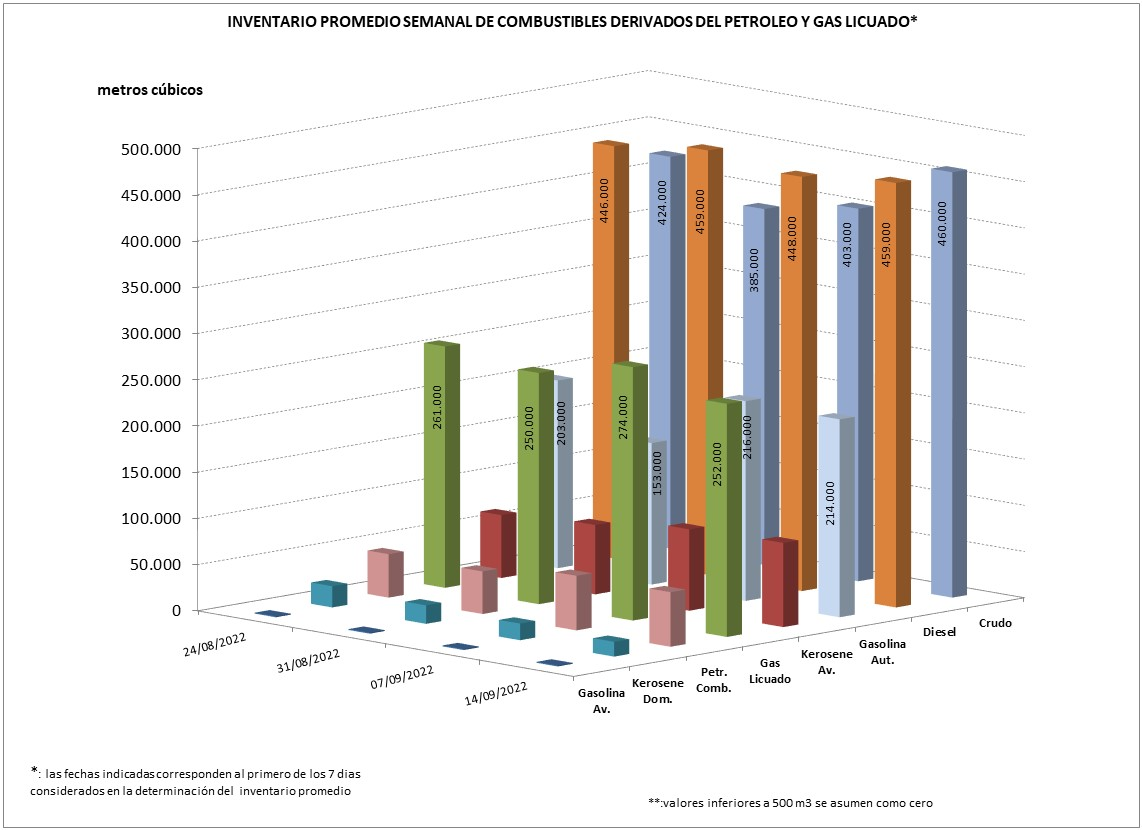 INVENTARIO PROMEDIO SEMANAL DE COMBUSTIBLES DERIVADOS DEL PETROLEO Y GAS LICUADO*
metros cúbicos
500.000
450.000
400.000
350.000
300.000
250.000
200.000
150.000
100.000
50.000
0
446.000
424.000
459.000
385.000
448.000
403.000
459.000
460.000
261.000
250.000
203.000
274.000
153.000
252.000
216.000
214.000
24/08/2022
31/08/2022
07/09/2022
14/09/2022
Gasolina
Av.
Kerosene
Dom.
Petr.
Comb.
Gas
Licuado
Kerosene
Av.
Gasolina
Aut.
Diesel
Crudo
*: las fechas indicadas corresponden al primero de los 7 dias
considerados en la determinación del inventario promedio
**:valores inferiores a 500 m3 se asumen como cero